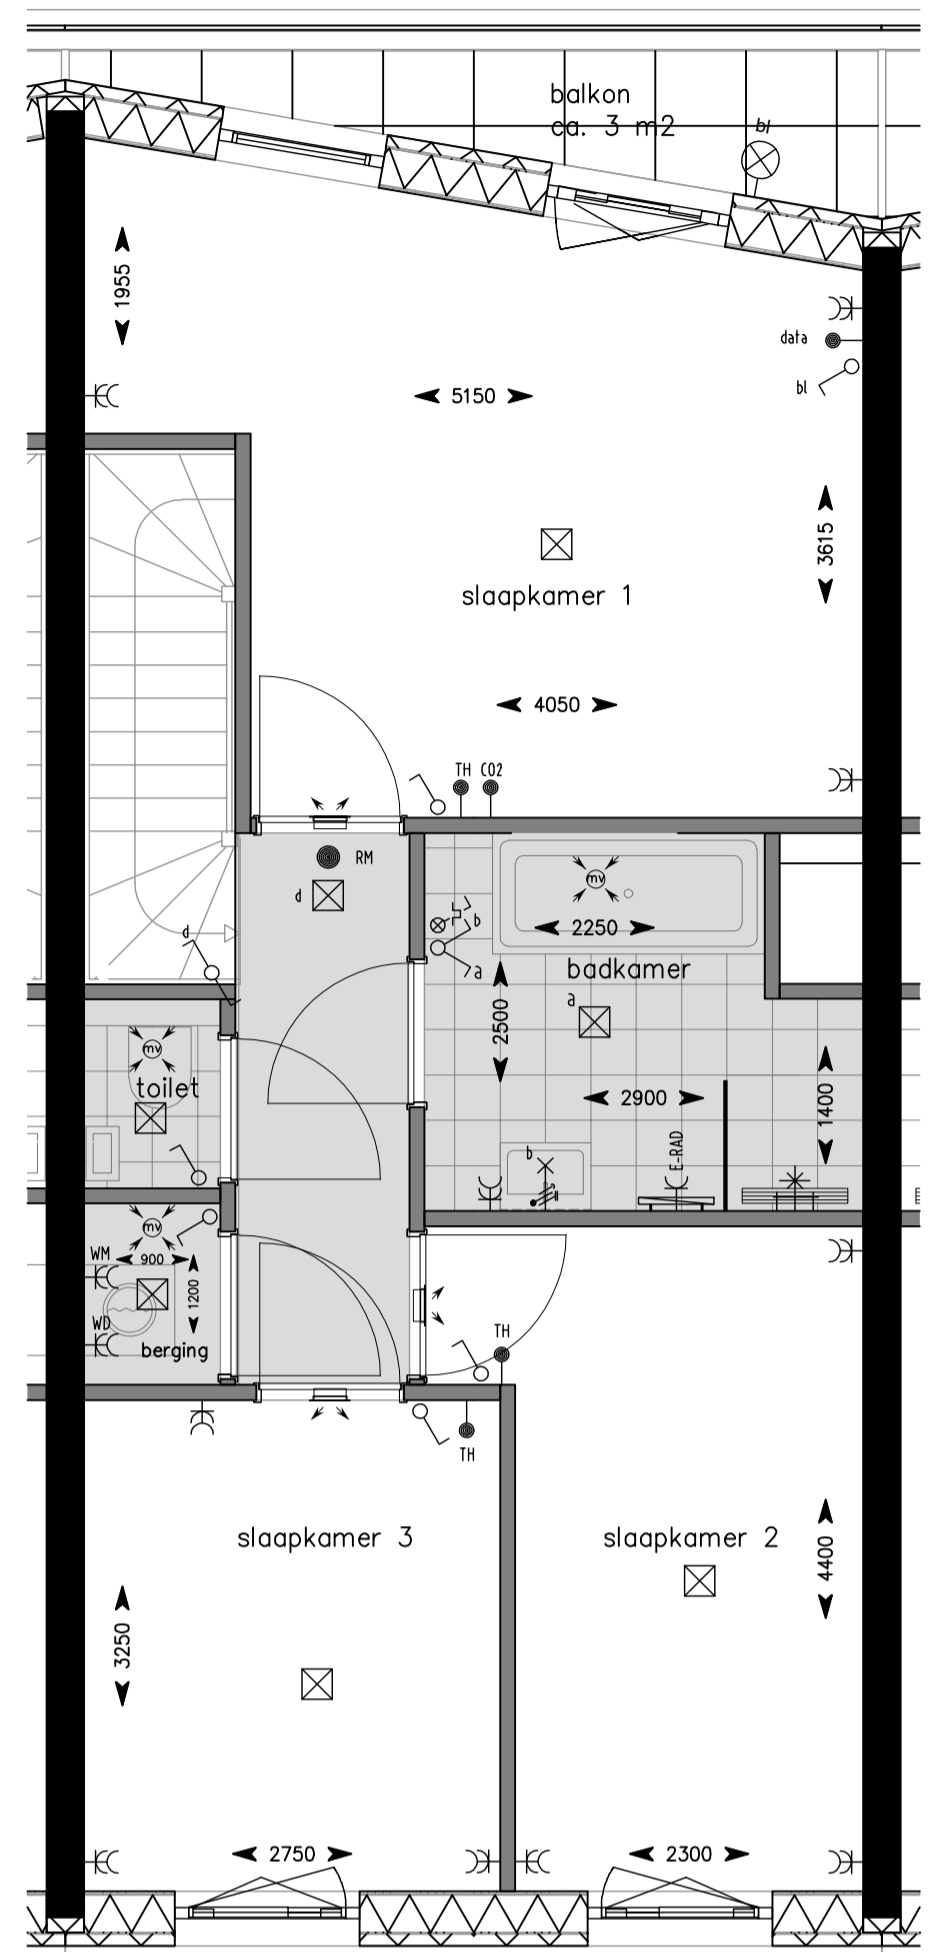 balkon
ca. 3 m2
bl
1955
data
bl
5150
3615
slaapkamer 1
4050
TH CO2
RM
d
d
b
a
2250
badkamer
a
2500
toilet
2900
1400
E-RAD
b
WM
900
1200
WD
berging
TH
TH
mv
mv
mv
slaapkamer 3
slaapkamer 2
4400
3250
2750
2300